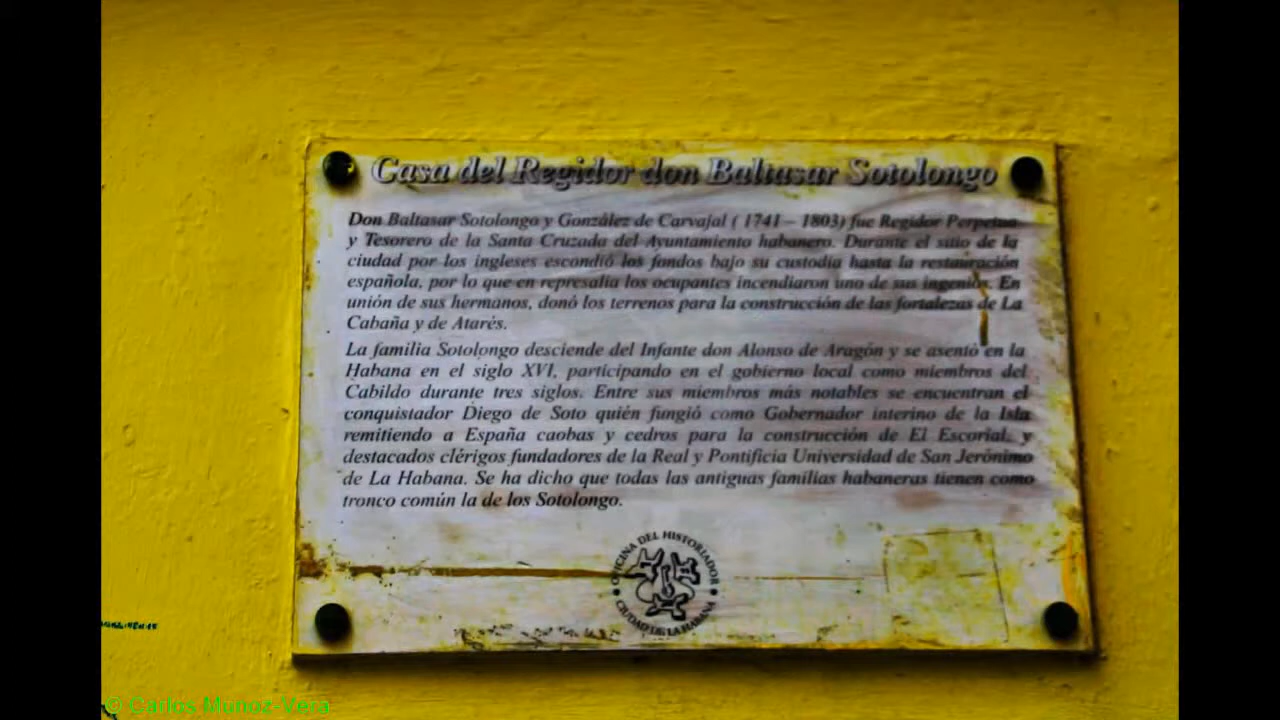 Casa del Regidor don Baltasar Sotolongo
Don Baltasar Sotolongo y González de Carvajal ( 1741 – 1803) fue Regidor Perpetuo
y Tesorero de la Santa Cruzada del Ayuntamiento habanero. Durante el sitio de la
ciudad por los ingleses escondió los fondos bajo su custodia hasta la restauración
española, por lo que en represalia los ocupantes incendiaron uno de sus ingenios. En
unión de sus hermanos, donó los terrenos para la construcción de las fortalezas de La
Cabaña y de Atarés.
La familia Sotolongo desciende del Infante don Alonso de Aragón y se asentó en la
Habana en el siglo XVI, participando en el gobierno local como miembros del
Cabildo durante tres siglos. Entre sus miembros más notables se encuentran el
conquistador Diego de Soto quién fungió como Gobernador interino de la Isla
remitiendo a España caobas y cedros para la construcción de El Escorial, y
destacados clérigos fundadores de la Real y Pontificia Universidad de San Jerónimo
de La Habana. Se ha dicho que todas las antiguas familias habaneras tienen como
tronco común la de los Sotolongo.
OFICINA DEL HISTORIADOR
CIUDAD DE LA HABANA
© Carlos Muñoz-Vera